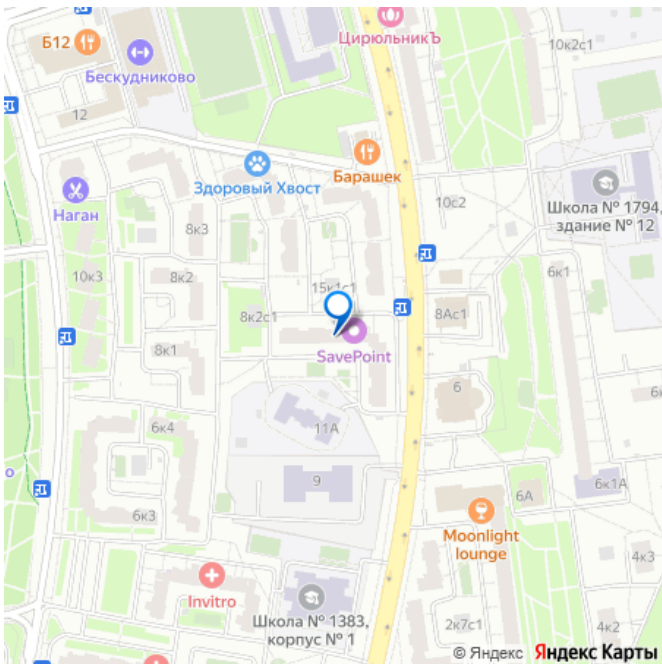 ЦирюльникЪ
Б12
Бескудниково
10к2с1
12
Здоровый Хвост
Барашек
Наган
8к3
10с2
Школа № 1794,
здание № 12
10к3
8к2
15к1с1
6к1
8к2с1
8Ас1
8к1
SavePoint
6
6к4
11А
9
6А
6к1А
6к3
Moonlight
lounge
4к3
Invitro
Школа № 1383,
корпус № 1
2к7с1
4к2
© Яндекс Яндекс Карты